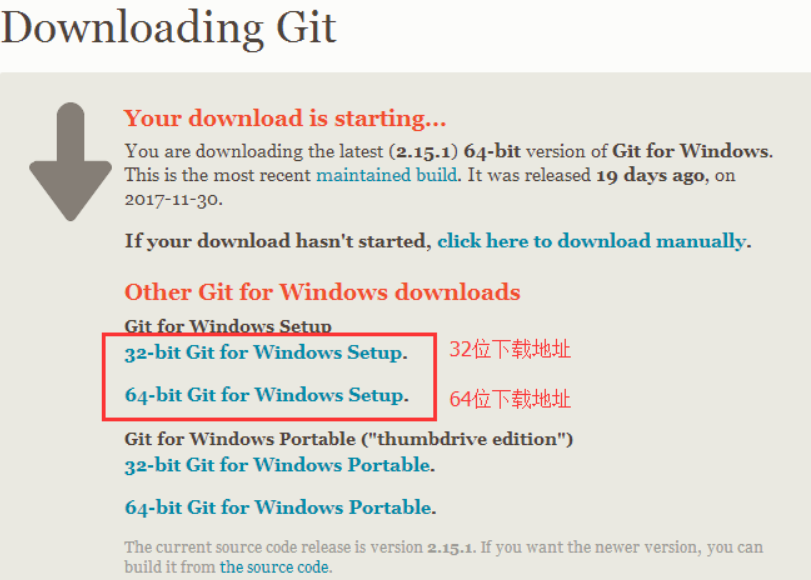 Downloading Git
Your download is starting...
You are downloading the latest (2.15.1) 64-bit version of Git for Windows.
This is the most recent maintained build. It was released 19 days ago, on
2017-11-30.
If your download hasn't started, click here to download manually.
Other Git for Windows downloads
Git for Windows Setup
32-bit Git for Windows Setup. 32位下载地址
64-bit Git for Windows Setup. 64位下载地址
Git for Windows Portable ("thumbdrive edition")
32-bit Git for Windows Portable.
64-bit Git for Windows Portable.
The current source code release is version 2.15.1. If you want the newer version, you can
build it from the source code.